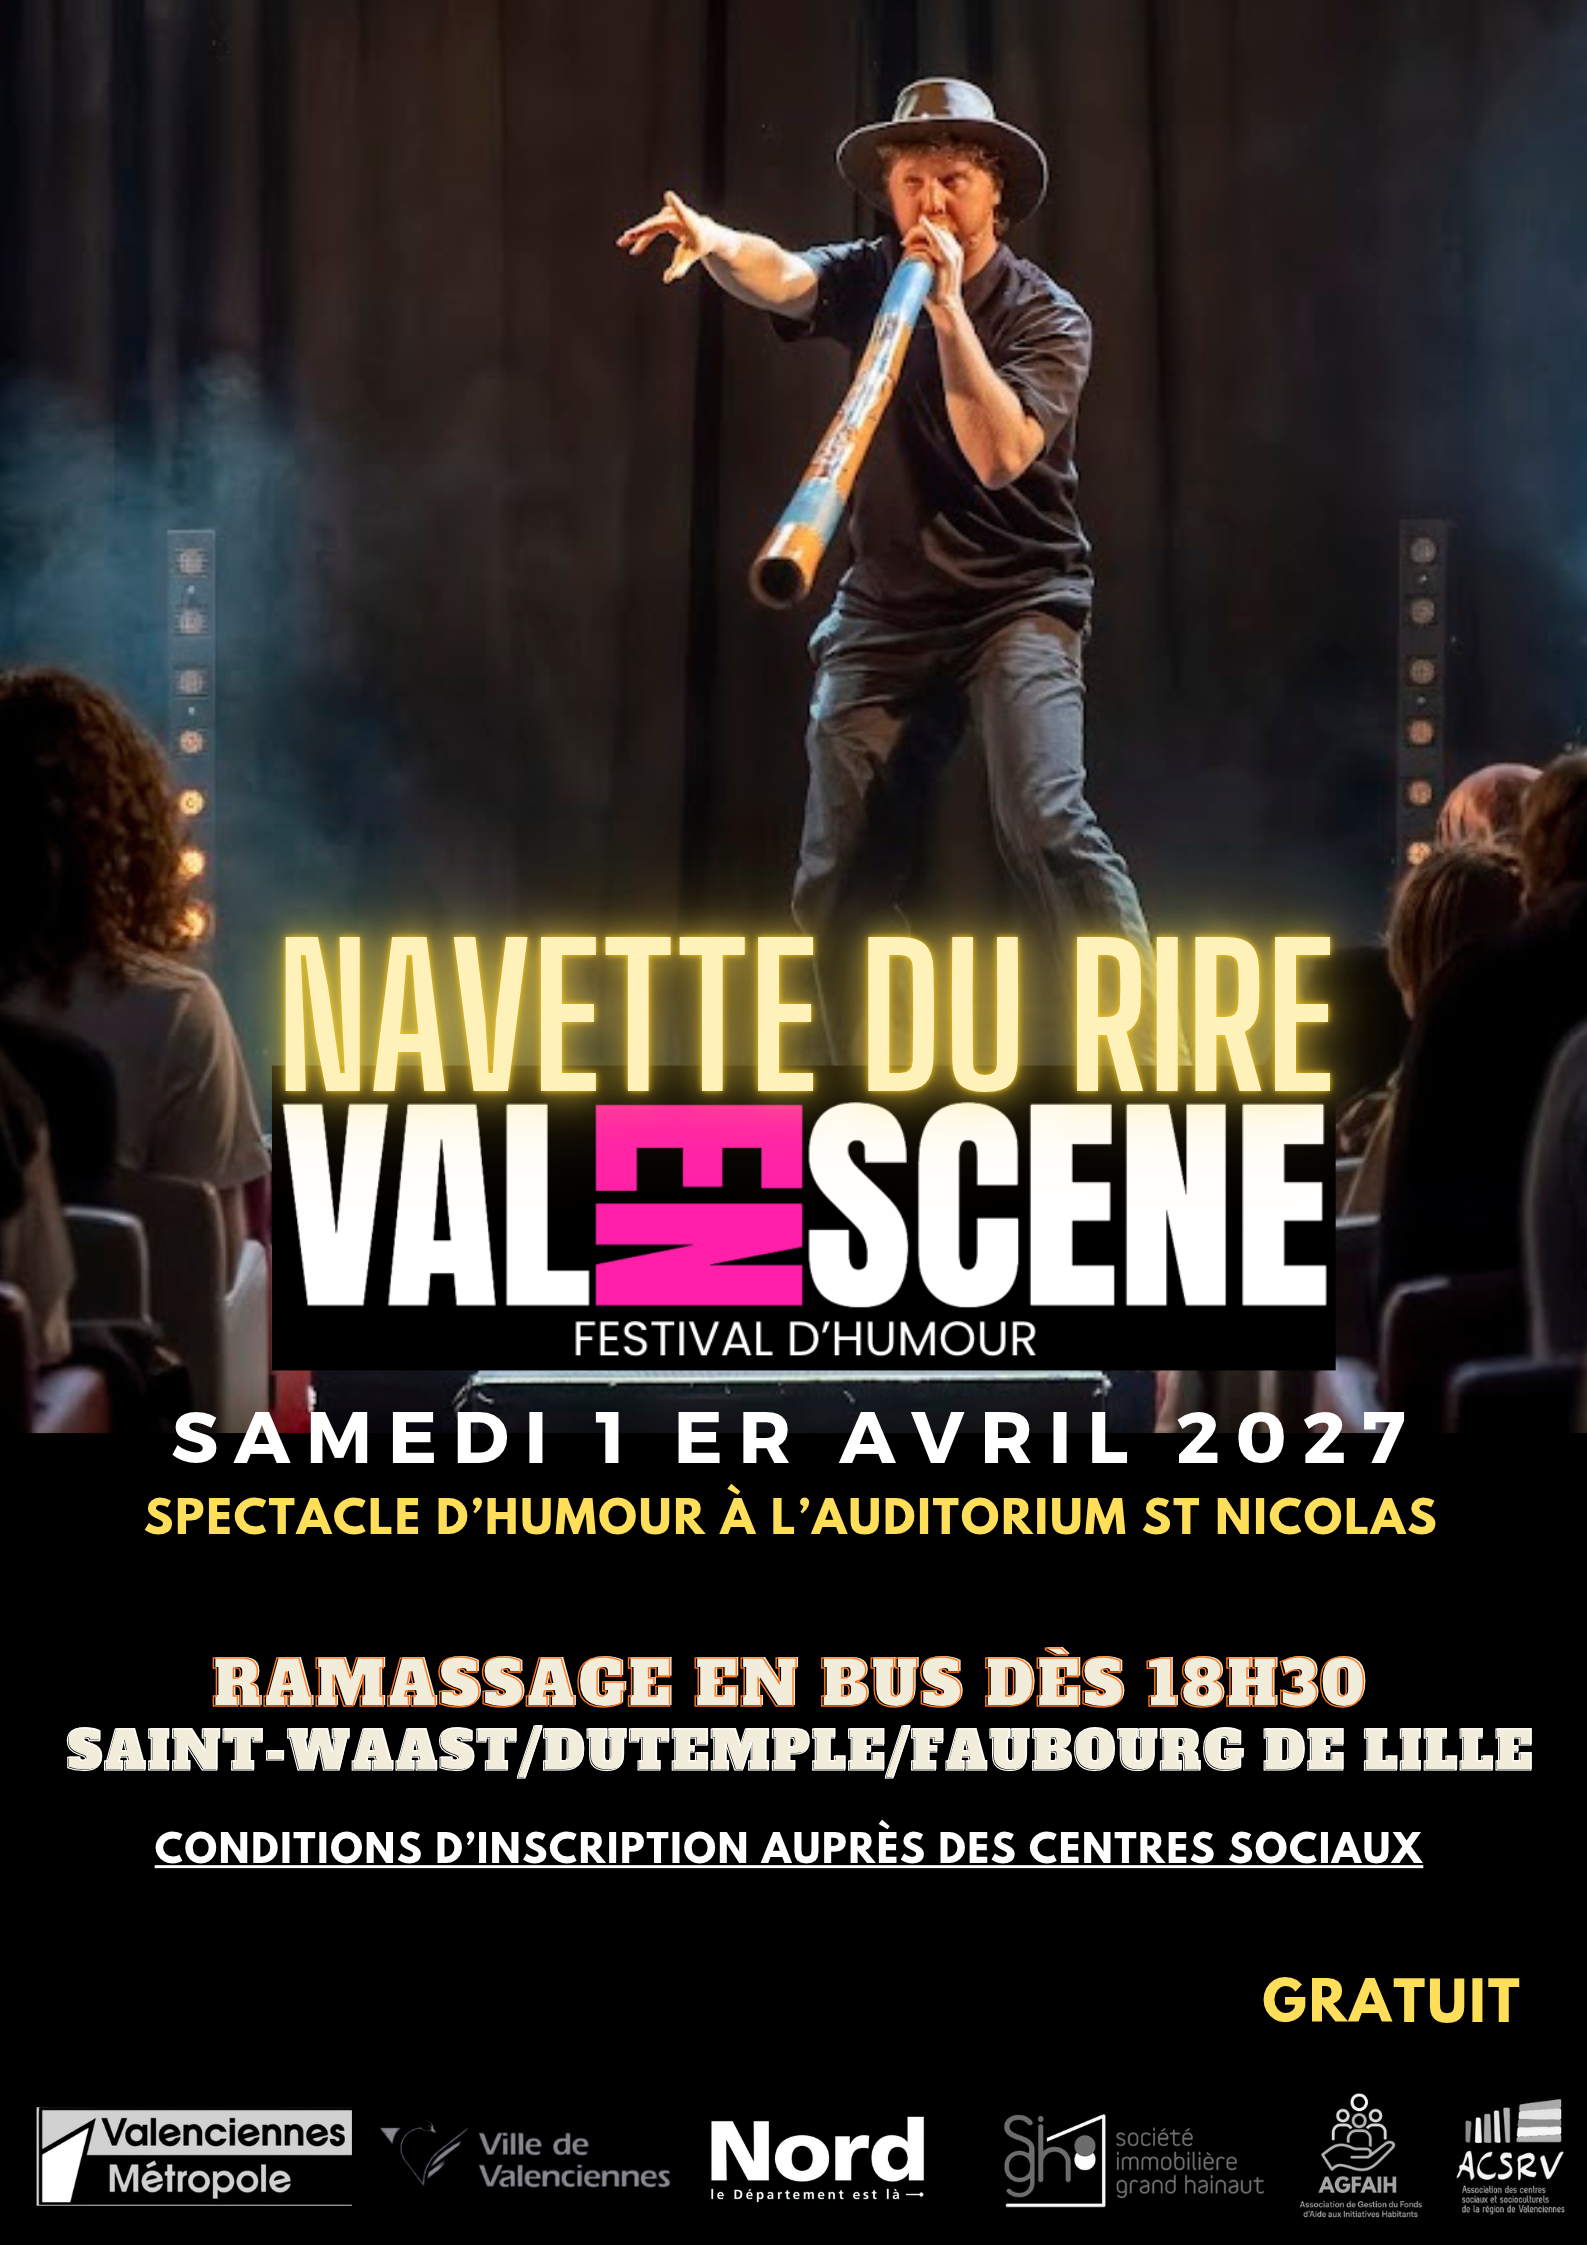 NAVETTE DU RIRE
VALENSCENE
FESTIVAL D'HUMOUR
SAMEDI 1 ER AVRIL 2027
SPECTACLE D'HUMOUR À L'AUDITORIUM ST NICOLAS
RAMASSAGE EN BUS DÈS 18H30
SAINT-WAAST/DUTEMPLE/FAUBOURG DE LILLE
CONDITIONS D'INSCRIPTION AUPRÈS DES CENTRES SOCIAUX
GRATUIT
Valenciennes
Métropole
Ville de
Valenciennes
Nord
le Département est là
Sigh
société
immobilière
grand hainaut
AGFAIH
Association de Gestion du Fonds
d'Aide aux Initiatives Habitants
ACSRV
Association des centres
sociaux et socioculturels
de la région de Valenciennes